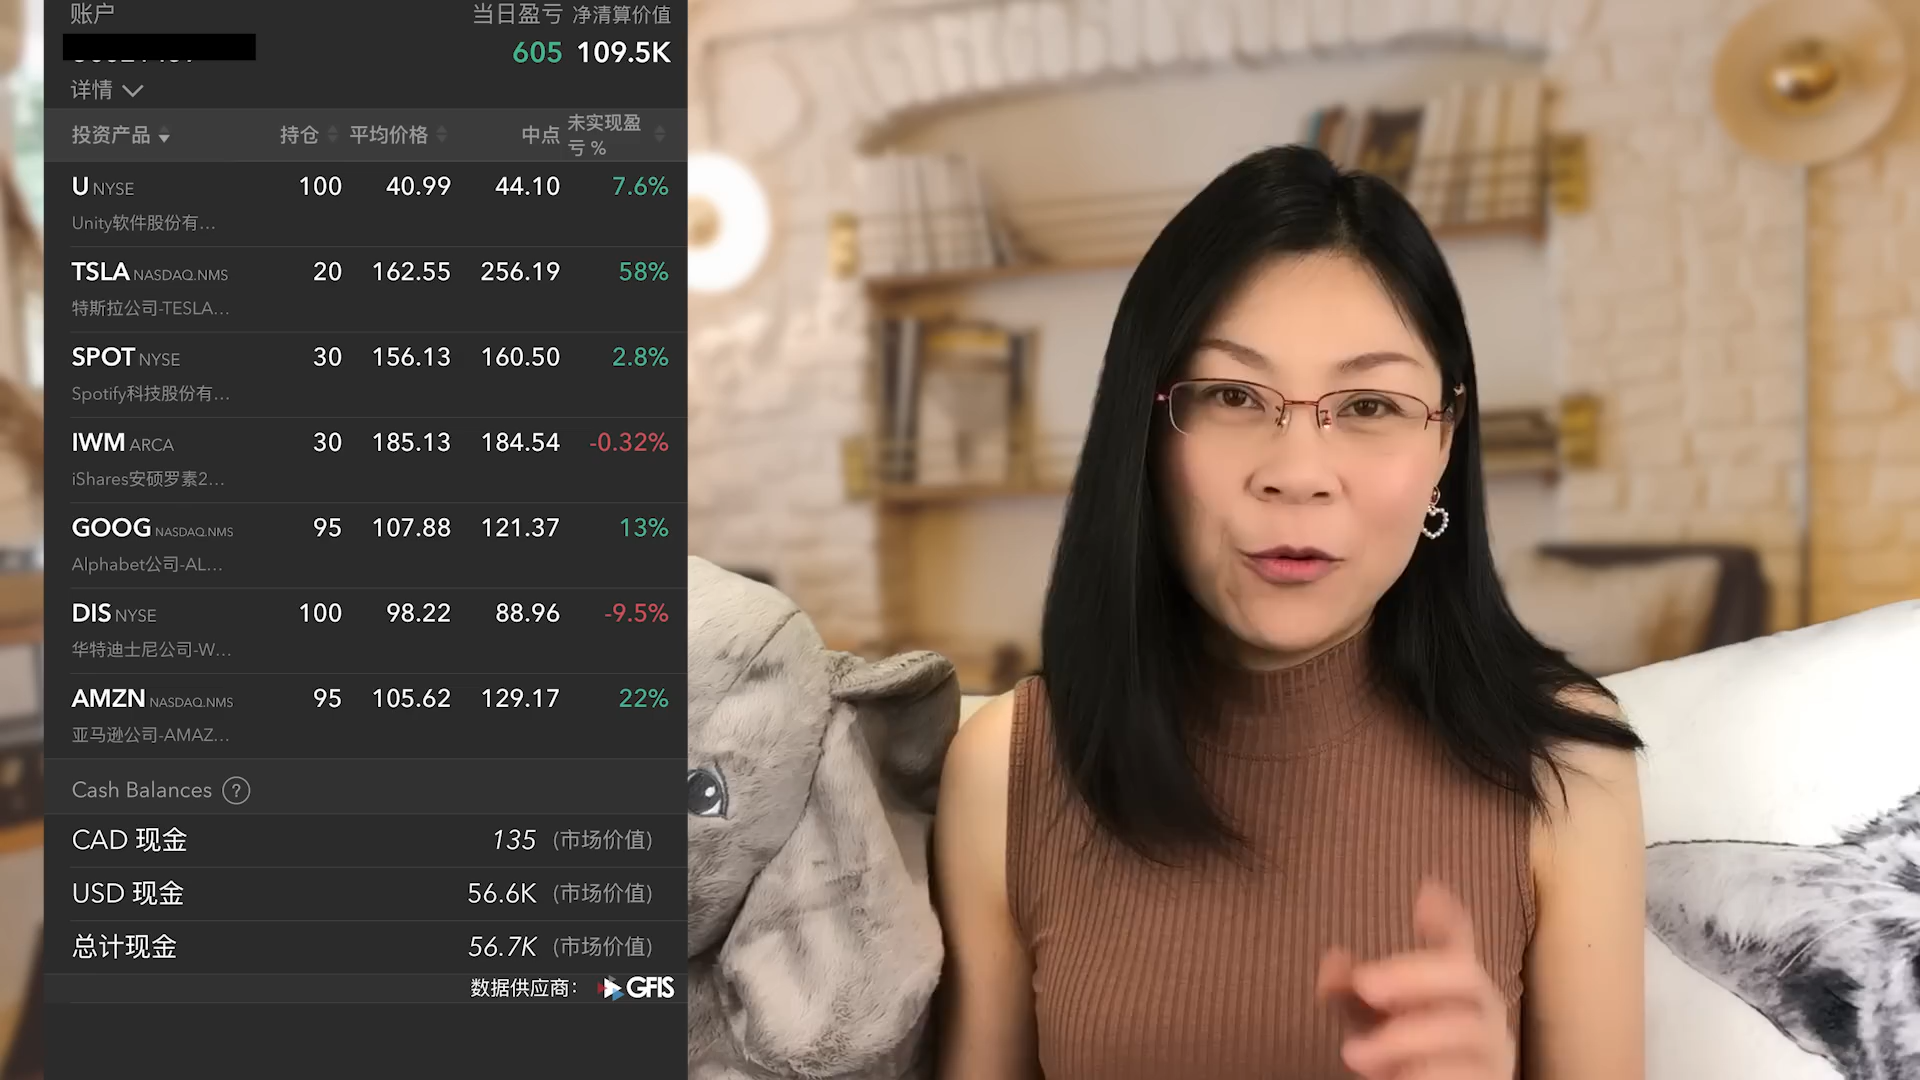 账户 当日盈亏 净清算价值
605 109.5K
详情
投资产品 持仓 平均价格 中点 未实现盈亏 %
U NYSE 100 40.99 44.10 7.6%
Unity软件股份有...
TSLA NASDAQ.NMS 20 162.55 256.19 58%
特斯拉公司-TESLA...
SPOT NYSE 30 156.13 160.50 2.8%
Spotify科技股份有...
IWM ARCA 30 185.13 184.54 -0.32%
iShares安硕罗素2...
GOOG NASDAQ.NMS 95 107.88 121.37 13%
Alphabet公司-AL...
DIS NYSE 100 98.22 88.96 -9.5%
华特迪士尼公司-W...
AMZN NASDAQ.NMS 95 105.62 129.17 22%
亚马逊公司-AMAZ...
Cash Balances ?
CAD 现金 135 (市场价值)
USD 现金 56.6K (市场价值)
总计现金 56.7K (市场价值)
数据供应商: GFIS